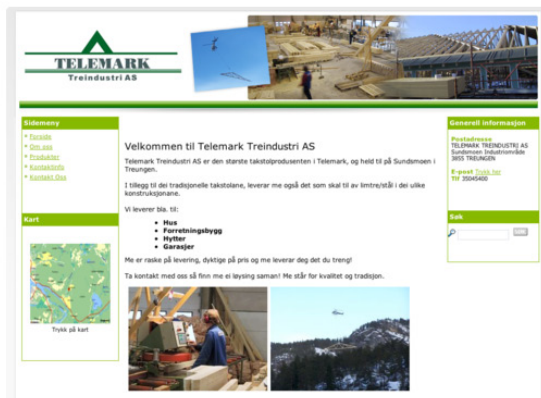 TELEMARK
Treindustri AS
Sidemeny
Forside
Om oss
Produkter
Kontaktinfo
Kontakt Oss
Kart
Trykk på kart
Velkommen til Telemark Treindustri AS
Telemark Treindustri AS er den største takstolprodusenten i Telemark, og held til på Sundsmoen i
Treungen.
I tillegg til dei tradisjonelle takstolane, leverar me også det som skal til av limtre/stål i dei ulike
konstruksjonane.
Vi leverer bla. til:
Hus
Forretningsbygg
Hytter
Garasjer
Me er raske på levering, dyktige på pris og me leverar deg det du treng!
Ta kontakt med oss så finn me ei løysing saman! Me står for kvalitet og tradisjon.
Generell informasjon
Postadresse
TELEMARK TREINDUSTRI AS
Sundsmoen Industriområde
3855 TREUNGEN
E-post Trykk her
Tlf 35045400
Søk
SØK